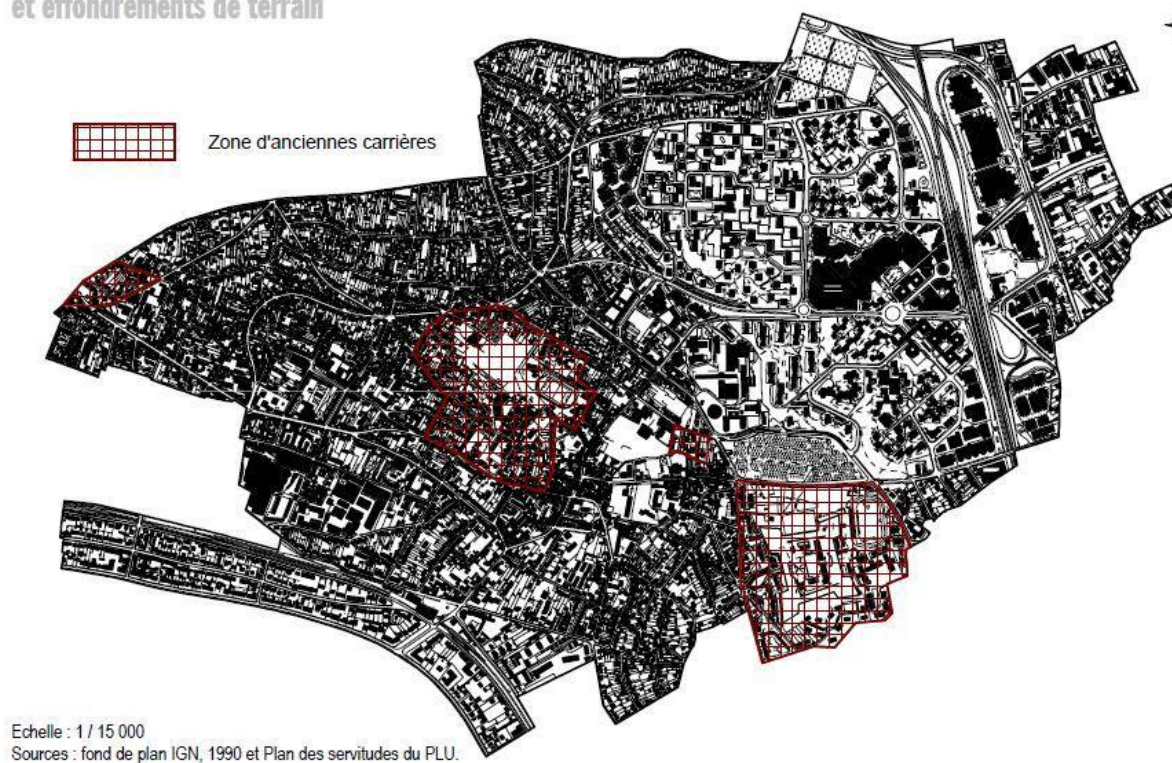 et effondrements de terrain
Zone d'anciennes carrières
Echelle : 1 / 15 000
Sources : fond de plan IGN, 1990 et Plan des servitudes du PLU.